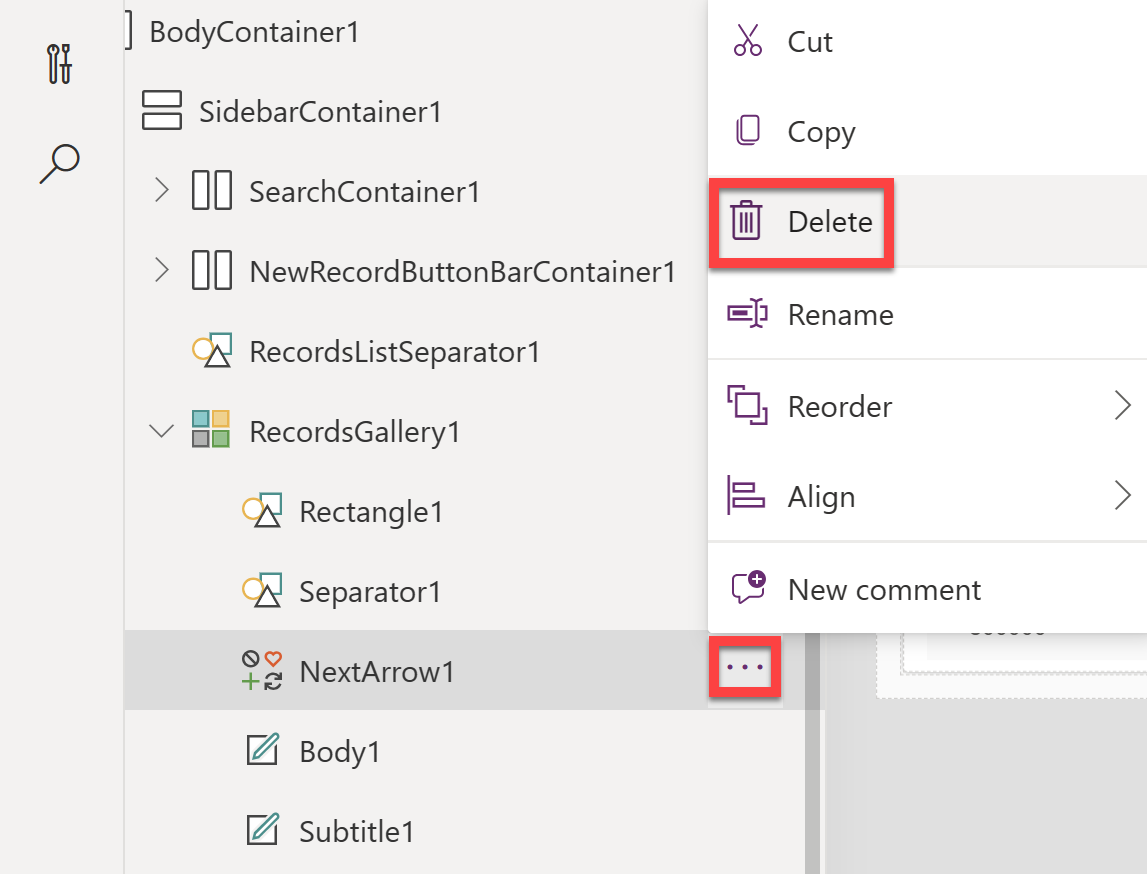 BodyContainer1
SidebarContainer1
SearchContainer1
NewRecordButtonBarContainer1
RecordsListSeparator1
RecordsGallery1
Rectangle1
Separator1
NextArrow1
Body1
Subtitle1
Cut
Copy
Delete
Rename
Reorder
Align
New comment